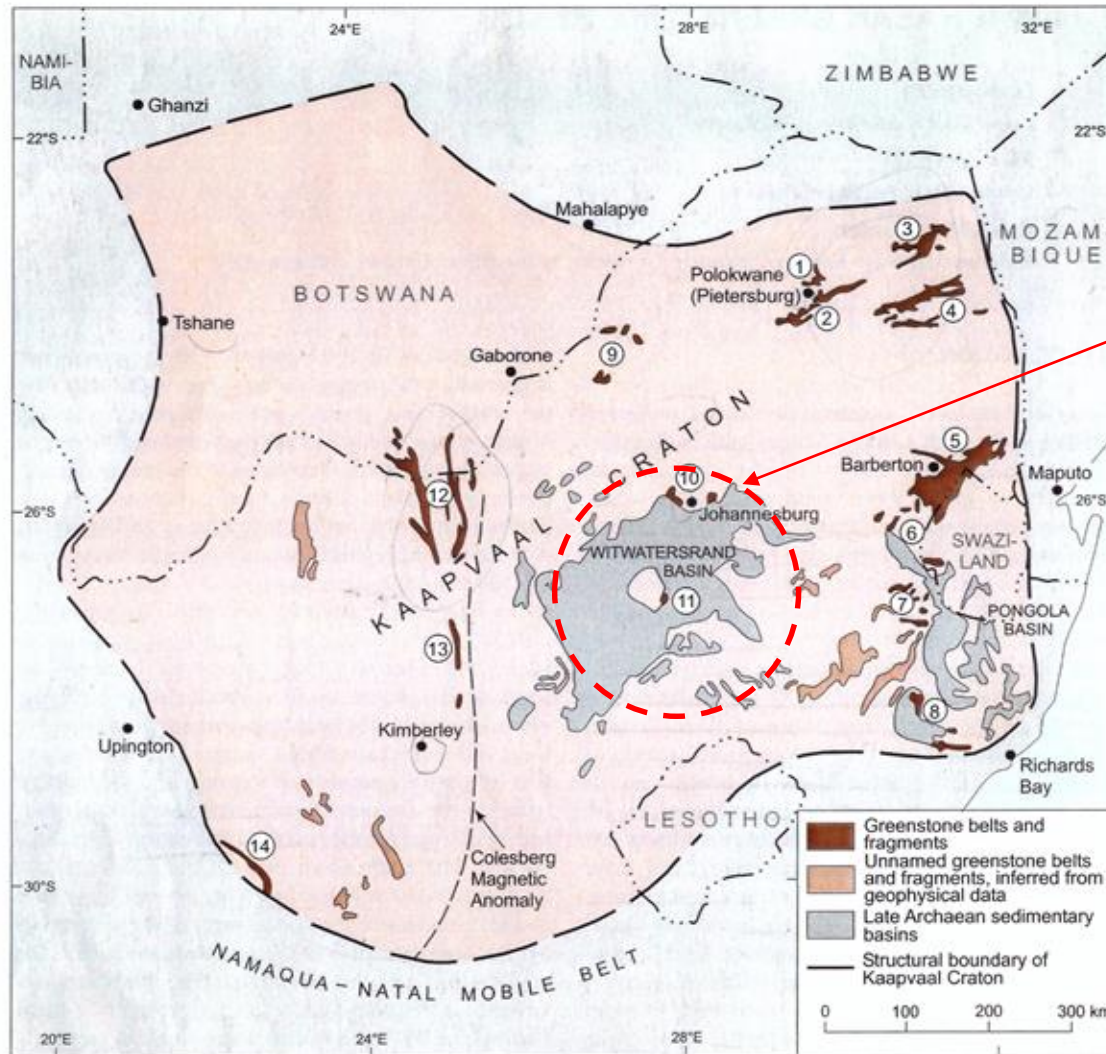 24°E
28°E
32°E
NAMI-
BIA
ZIMBABWE
Ghanzi
22°S
22°S
Mahalapye
3
MOZAM
BIQUE
1
Polokwane
(Pietersburg)
BOTSWANA
2
4
Tshane
9
Gaborone
5
Barberton
Maputo
KAAPVAAL CRATON
10
12
Johannesburg
26°S
26°S
6
WITWATERSRAND
BASIN
SWAZI-
LAND
11
7
PONGOLA
BASIN
13
8
Upington
Kimberley
Richards
Bay
LESOTHO
14
Colesberg
Magnetic
Anomaly
30°S
NAMAQUA-NATAL MOBILE BELT
Greenstone belts and
fragments
Unnamed greenstone belts
and fragments, inferred from
geophysical data
Late Archaean sedimentary
basins
Structural boundary of
Kaapvaal Craton
0 100 200 300 km
20°E
24°E
28°E